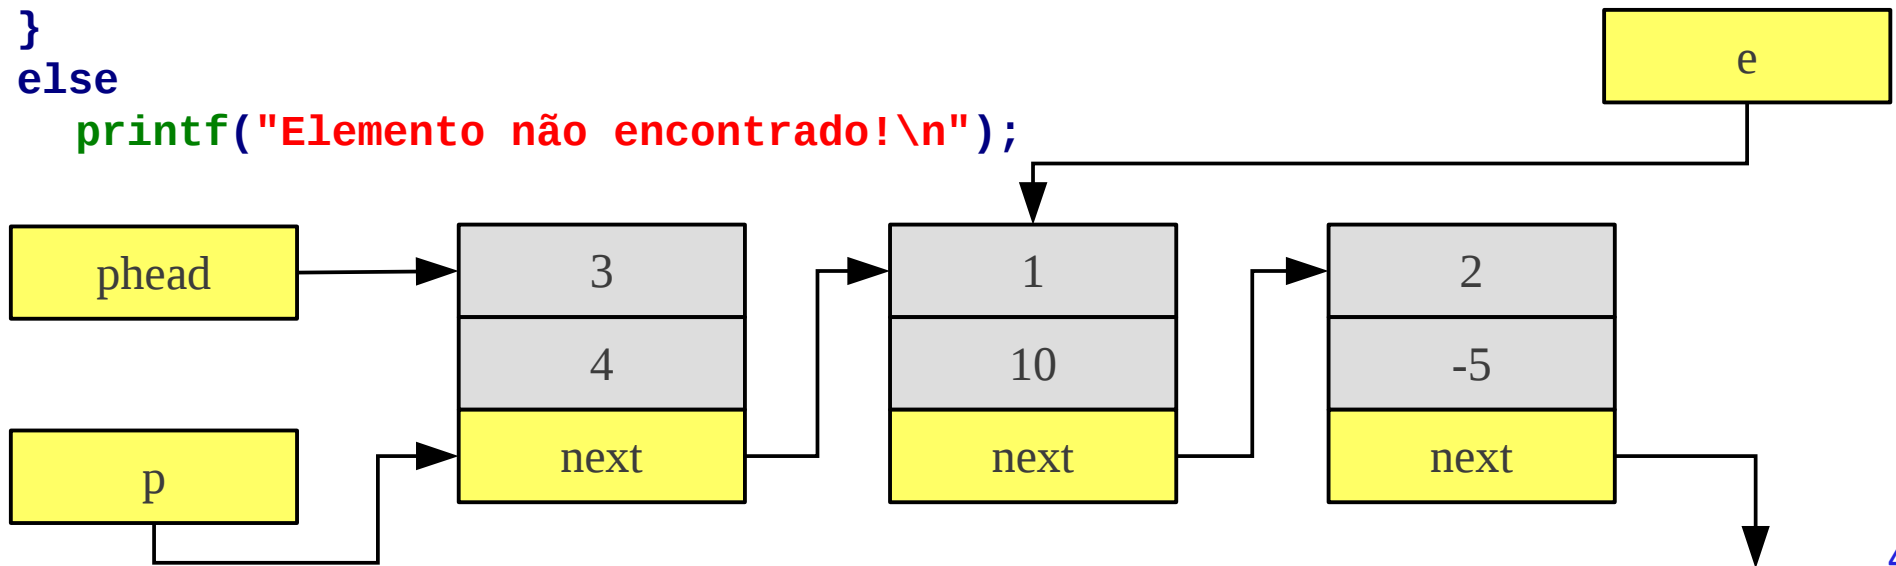 }
else
printf("Elemento não encontrado!\n");
e
phead
3
1
2
4
10
-5
p
next
next
next